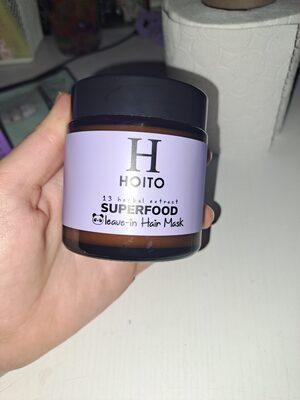 H
HOITO
13 herbal extract
SUPERFOOD
leave-in Hair Mask